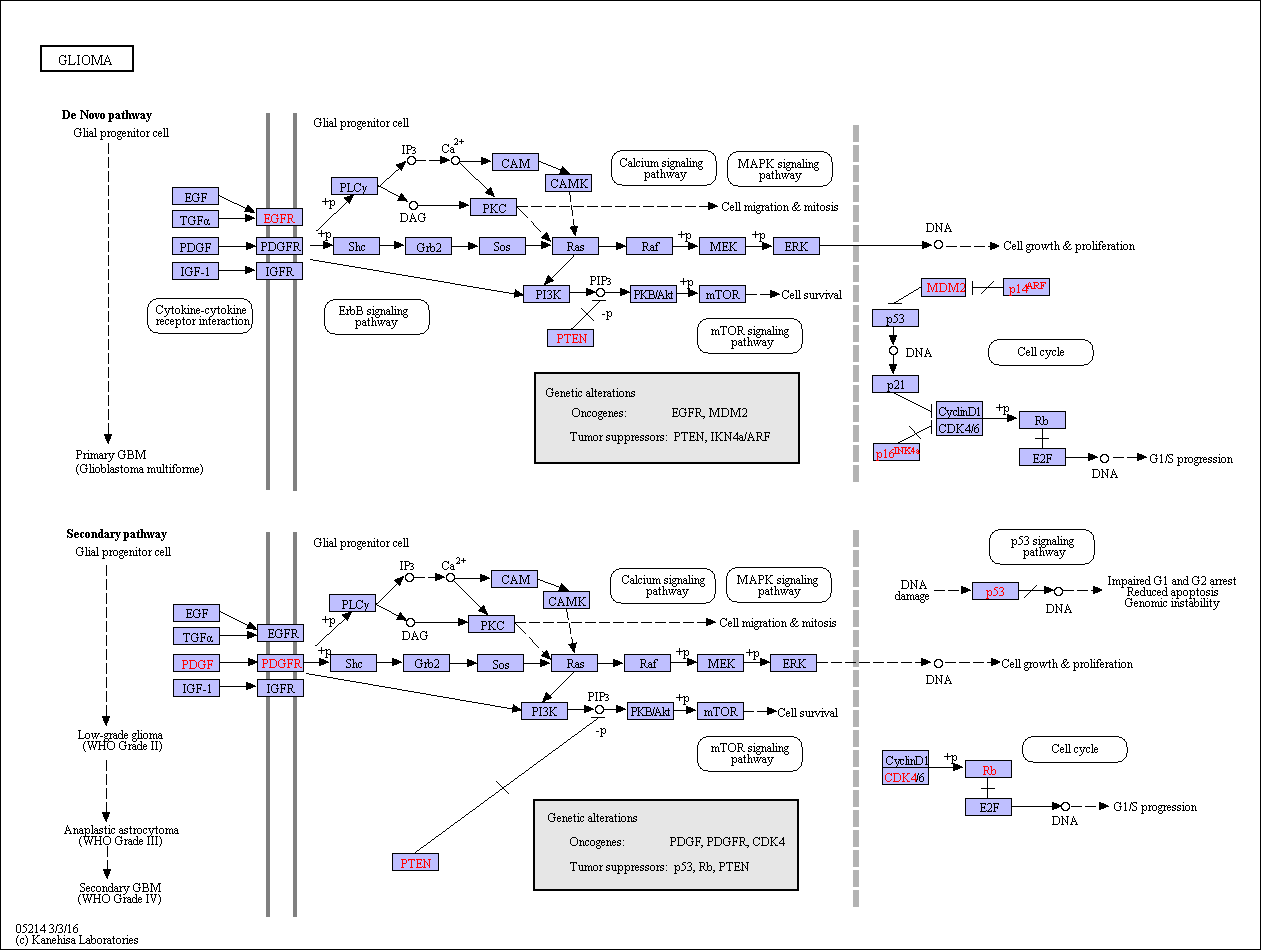 GLIOMA
De Novo pathway
Glial progenitor cell
Primary GBM
(Glioblastoma multiforme)
Glial progenitor cell
EGF
TGFα
PDGF
IGF-1
EGFR
PDGFR
IGFR
Cytokine-cytokine
receptor interaction
ErbB signaling
pathway
+p
+p
PLCγ
IP3
Ca2+
DAG
CAM
CAMK
PKC
Calcium signaling
pathway
MAPK signaling
pathway
Cell migration & mitosis
Shc
Grb2
Sos
Ras
Raf
+p
MEK
+p
ERK
DNA
Cell growth & proliferation
PI3K
PIP3
-p
PKB/Akt
+p
mTOR
Cell survival
PTEN
mTOR signaling
pathway
MDM2
p14ARF
p53
DNA
p21
Cell cycle
CyclinD1
CDK4/6
p16INK4a
+p
Rb
E2F
DNA
G1/S progression
Genetic alterations
Oncogenes: EGFR, MDM2
Tumor suppressors: PTEN, IKN4a/ARF
Secondary pathway
Glial progenitor cell
Low-grade glioma
(WHO Grade II)
Anaplastic astrocytoma
(WHO Grade III)
Secondary GBM
(WHO Grade IV)
Glial progenitor cell
EGF
TGFα
PDGF
IGF-1
EGFR
PDGFR
IGFR
+p
+p
PLCγ
IP3
Ca2+
DAG
CAM
CAMK
PKC
Calcium signaling
pathway
MAPK signaling
pathway
Cell migration & mitosis
Shc
Grb2
Sos
Ras
Raf
+p
MEK
+p
ERK
DNA
Cell growth & proliferation
PI3K
PIP3
-p
PKB/Akt
+p
mTOR
Cell survival
PTEN
mTOR signaling
pathway
p53 signaling
pathway
DNA
damage
p53
DNA
Impaired G1 and G2 arrest
Reduced apoptosis
Genomic instability
Cell cycle
CyclinD1
CDK4/6
+p
Rb
E2F
DNA
G1/S progression
Genetic alterations
Oncogenes: PDGF, PDGFR, CDK4
Tumor suppressors: p53, Rb, PTEN
05214 3/3/16
(c) Kanehisa Laboratories